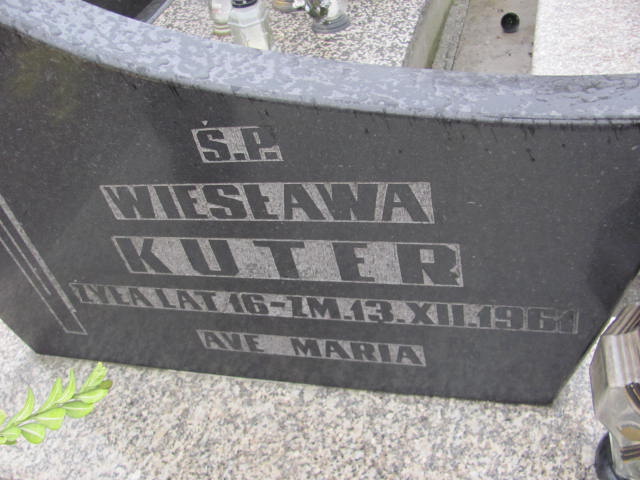 Ś.P.
WIESŁAWA
KUTER
ŻYŁA LAT 16-ZM.13.XII.1961
AVE MARIA